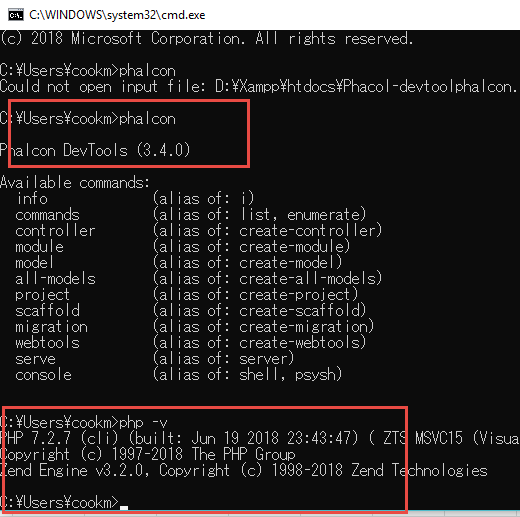 C:\WINDOWS\system32\cmd.exe
(c) 2018 Microsoft Corporation. All rights reserved.
C:¥Users¥cookm>phalcon
Could not open input file: D:¥Xampp¥htdocs¥Phacol-devtoolphalcon.
C:¥Users¥cookm>phalcon
Phalcon DevTools (3.4.0)
Available commands:
info (alias of: i)
commands (alias of: list, enumerate)
controller (alias of: create-controller)
module (alias of: create-module)
model (alias of: create-model)
all-models (alias of: create-all-models)
project (alias of: create-project)
scaffold (alias of: create-scaffold)
migration (alias of: create-migration)
webtools (alias of: create-webtools)
serve (alias of: server)
console (alias of: shell, psysh)
C:¥Users¥cookm>php -v
PHP 7.2.7 (cli) (built: Jun 19 2018 23:43:47) ( ZTS MSVC15 (Visua
Copyright (c) 1997-2018 The PHP Group
Zend Engine v3.2.0, Copyright (c) 1998-2018 Zend Technologies
C:¥Users¥cookm>